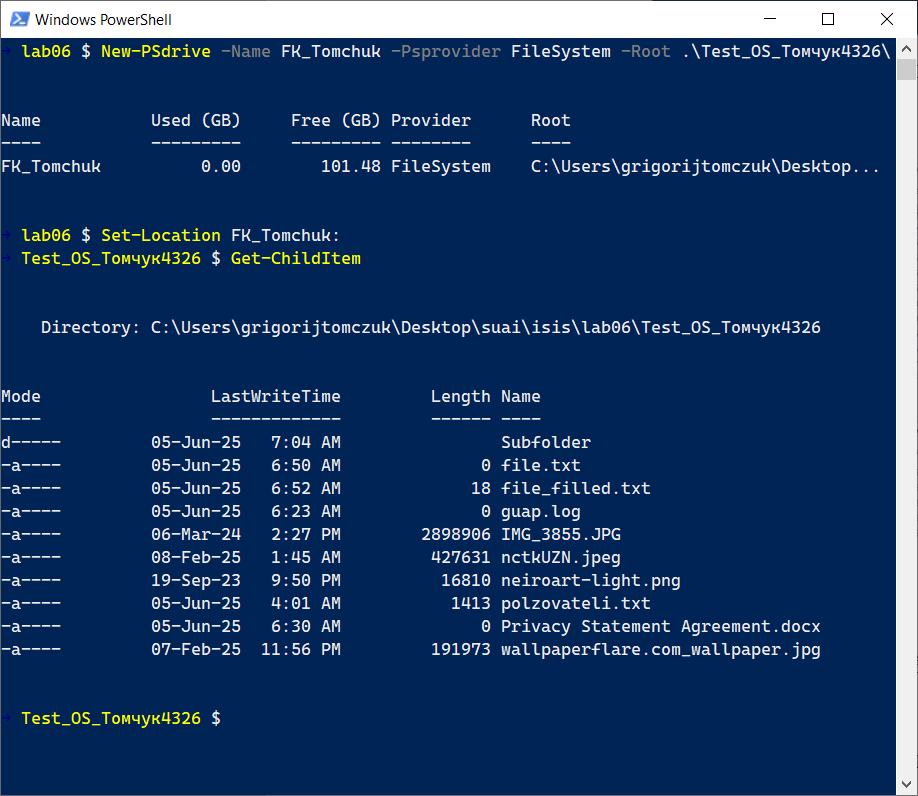 Windows PowerShell
→ lab06 $ New-PSdrive -Name FK_Tomchuk -Psprovider FileSystem -Root .\Test_OS_Томчук4326\
Name           Used (GB)     Free (GB) Provider      Root
----           ---------     --------- --------      ----
FK_Tomchuk          0.00        101.48 FileSystem    C:\Users\grigorijtomczuk\Desktop...
→ lab06 $ Set-Location FK_Tomchuk:
→ Test_OS_Томчук4326 $ Get-ChildItem
    Directory: C:\Users\grigorijtomczuk\Desktop\suai\isis\lab06\Test_OS_Томчук4326
Mode                 LastWriteTime         Length Name
----                 -------------         ------ ----
d-----         05-Jun-25   7:04 AM                Subfolder
-a----         05-Jun-25   6:50 AM              0 file.txt
-a----         05-Jun-25   6:52 AM             18 file_filled.txt
-a----         05-Jun-25   6:23 AM              0 guap.log
-a----         06-Mar-24   2:27 PM        2898906 IMG_3855.JPG
-a----         08-Feb-25   1:45 AM         427631 nctkUZN.jpeg
-a----         19-Sep-23   9:50 PM          16810 neiroart-light.png
-a----         05-Jun-25   4:01 AM           1413 polzovateli.txt
-a----         05-Jun-25   6:30 AM              0 Privacy Statement Agreement.docx
-a----         07-Feb-25  11:56 PM         191973 wallpaperflare.com_wallpaper.jpg
→ Test_OS_Томчук4326 $